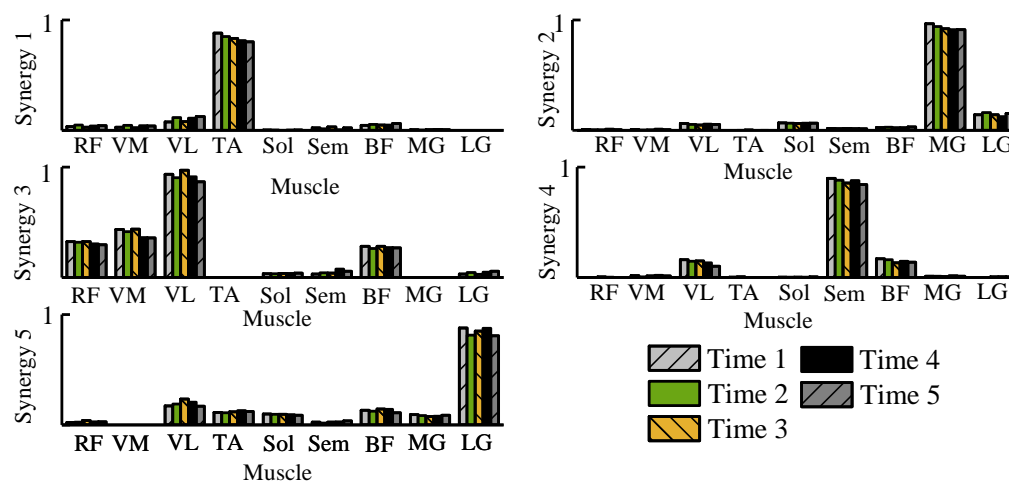 1
Synergy 1
RF VM VL TA Sol Sem BF MG LG
Muscle
1
Synergy 2
RF VM VL TA Sol Sem BF MG LG
Muscle
1
Synergy 3
RF VM VL TA Sol Sem BF MG LG
Muscle
1
Synergy 4
RF VM VL TA Sol Sem BF MG LG
Muscle
1
Synergy 5
RF VM VL TA Sol Sem BF MG LG
Muscle
Time 1
Time 2
Time 3
Time 4
Time 5